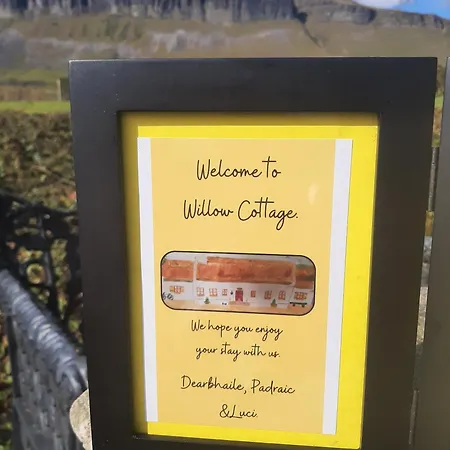 Welcome to
Willow Cottage.
We hope you enjoy
your stay with us.
Dearbhaile, Padraic
&Luci.